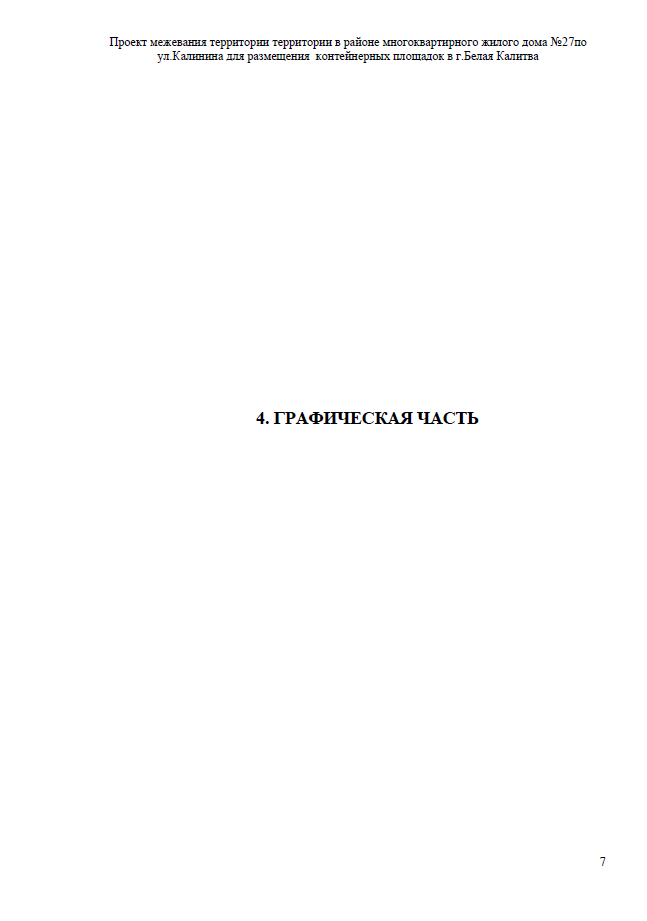 Проект межевания территории территории в районе многоквартирного жилого дома №27по
ул.Калинина для размещения  контейнерных площадок в г.Белая Калитва
4. ГРАФИЧЕСКАЯ ЧАСТЬ
7